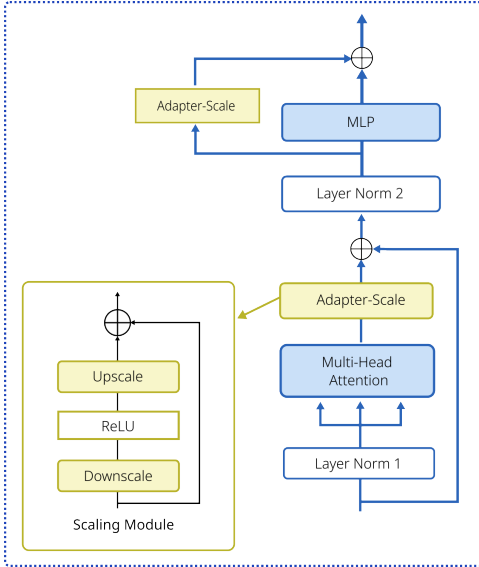 Adapter-Scale
MLP
Layer Norm 2
Adapter-Scale
Multi-Head
Attention
Layer Norm 1
Upscale
ReLU
Downscale
Scaling Module